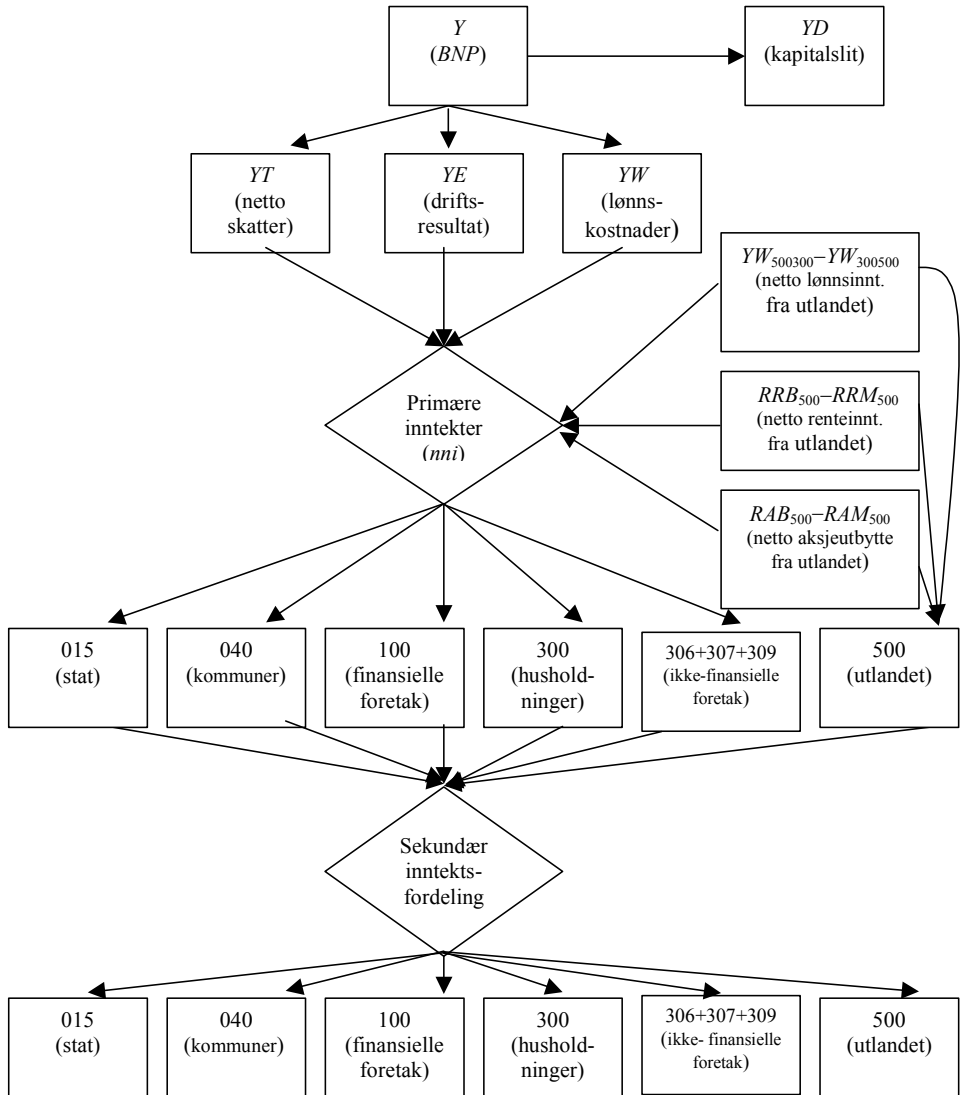 Y
(BNP)
YD
(kapitalslit)
YT
(netto
skatter)
YE
(drifts-
resultat)
YW
(lønns-
kostnader)
YW500300−YW300500
(netto lønnsinnt.
fra utlandet)
RRB500−RRM500
(netto renteinnt.
fra utlandet)
RAB500−RAM500
(netto aksjeutbytte
fra utlandet)
Primære
inntekter
(nni)
015
(stat)
040
(kommuner)
100
(finansielle
foretak)
300
(hushold-
ninger)
306+307+309
(ikke-finansielle
foretak)
500
(utlandet)
Sekundær
inntekts-
fordeling
015
(stat)
040
(kommuner)
100
(finansielle
foretak)
300
(hushold-
ninger)
306+307+309
(ikke- finansielle
foretak)
500
(utlandet)